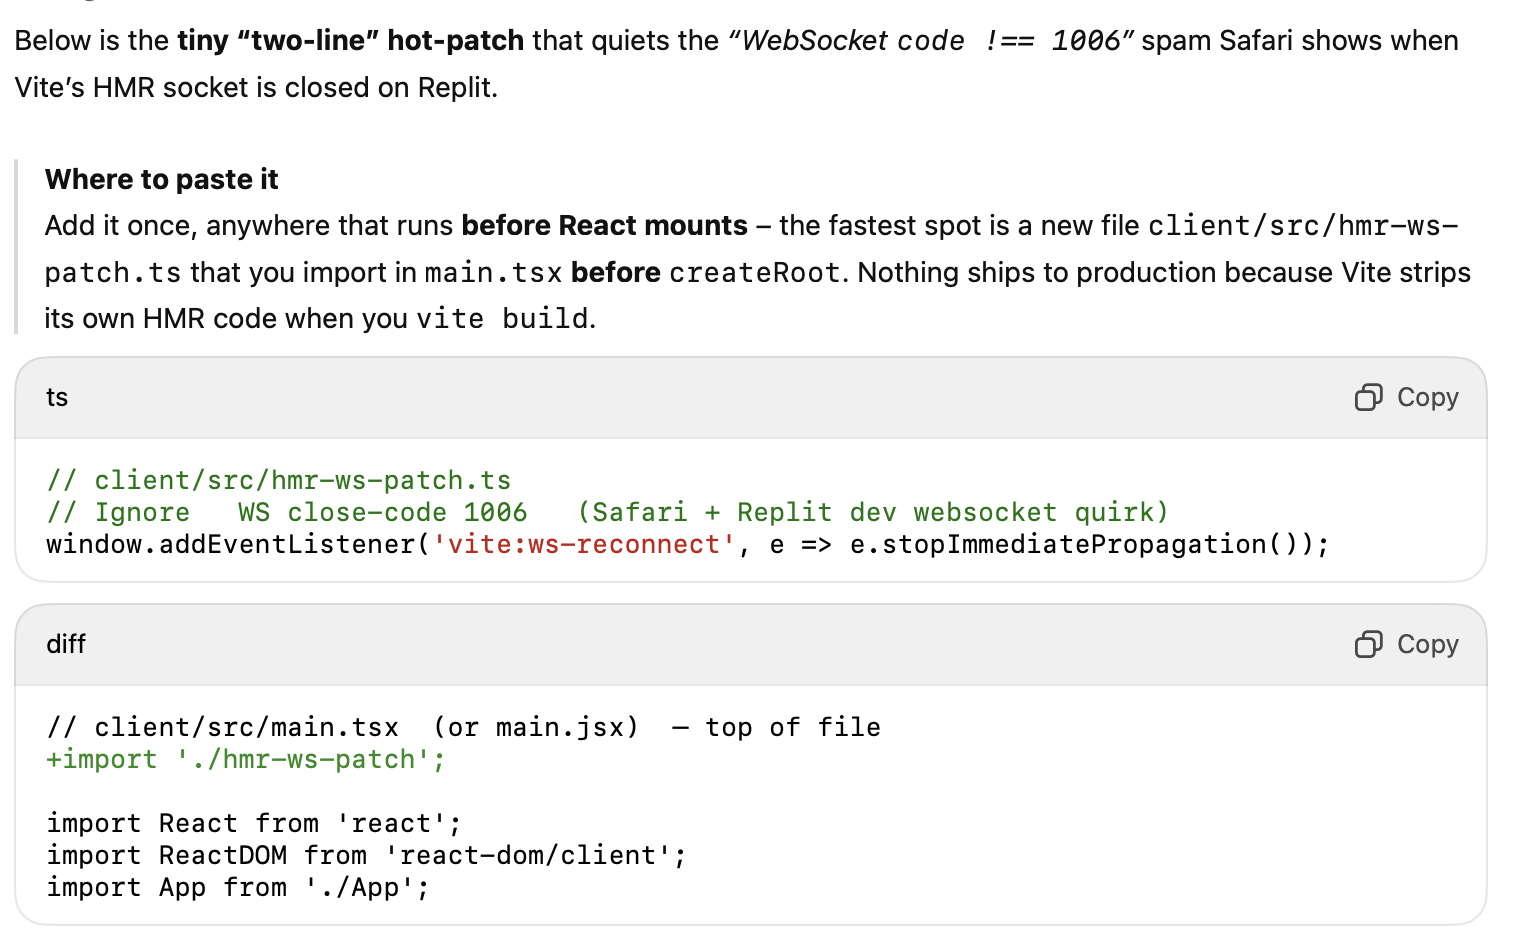 Below is the tiny “two-line” hot-patch that quiets the “WebSocket code !== 1006” spam Safari shows when
Vite’s HMR socket is closed on Replit.
Where to paste it
Add it once, anywhere that runs before React mounts – the fastest spot is a new file client/src/hmr-ws-
patch.ts that you import in main.tsx before createRoot. Nothing ships to production because Vite strips
its own HMR code when you vite build.
ts
Copy
// client/src/hmr-ws-patch.ts
// Ignore   WS close-code 1006   (Safari + Replit dev websocket quirk)
window.addEventListener('vite:ws-reconnect', e => e.stopImmediatePropagation());
diff
Copy
// client/src/main.tsx  (or main.jsx)  – top of file
+import './hmr-ws-patch';
import React from 'react';
import ReactDOM from 'react-dom/client';
import App from './App';